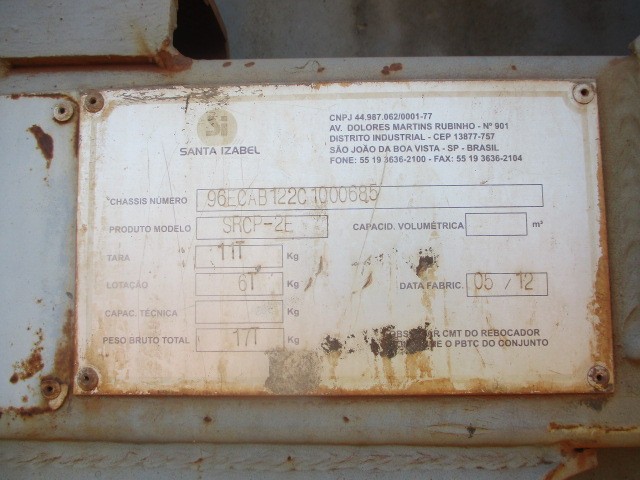 Si
SANTA IZABEL
CNPJ 44.987.062/0001-77
AV. DOLORES MARTINS RUBINHO - Nº 901
DISTRITO INDUSTRIAL - CEP 13877-757
SÃO JOÃO DA BOA VISTA - SP - BRASIL
FONE: 55 19 3636-2100 - FAX: 55 19 3636-2104
CHASSIS NÚMERO 96ECAB122C1000685
PRODUTO MODELO SRCP-2E CAPACID. VOLUMÉTRICA m³
TARA 11T Kg
LOTAÇÃO 6T Kg DATA FABRIC. 05 / 12
CAPAC. TÉCNICA Kg
PESO BRUTO TOTAL 17T Kg
CMT DO REBOCADOR
E O PBTC DO CONJUNTO